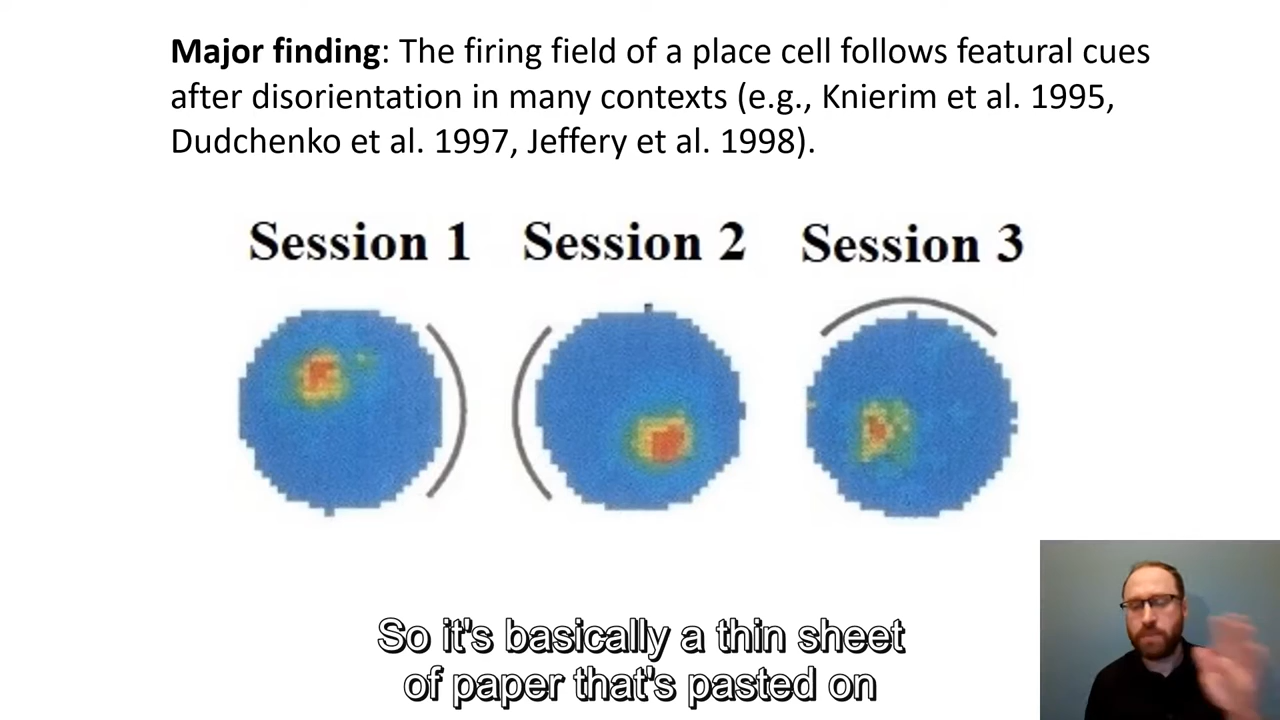 Major finding: The firing field of a place cell follows featural cues
after disorientation in many contexts (e.g., Knierim et al. 1995,
Dudchenko et al. 1997, Jeffery et al. 1998).
Session 1 Session 2 Session 3
So it's basically a thin sheet
of paper that's pasted on